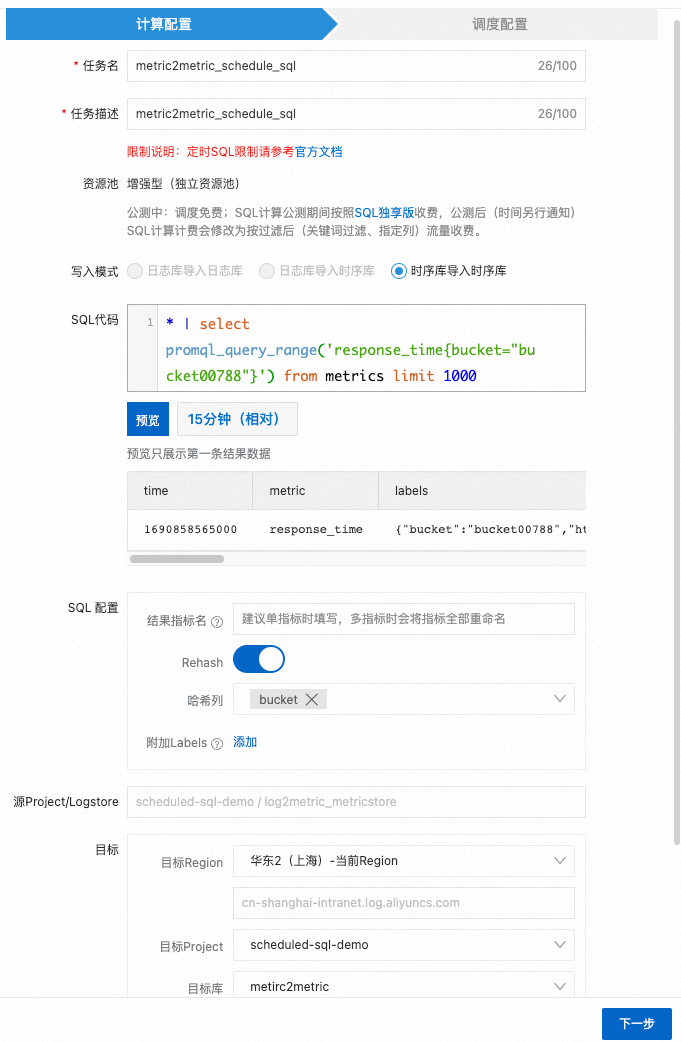 计算配置
调度配置
* 任务名 metric2metric_schedule_sql 26/100
* 任务描述 metric2metric_schedule_sql 26/100
限制说明：定时SQL限制请参考官方文档
资源池 增强型（独立资源池）
公测中：调度免费；SQL计算公测期间按照SQL独享版收费，公测后（时间另行通知）
SQL计算计费会修改为按过滤后（关键词过滤、指定列）流量收费。
写入模式 日志库导入日志库 日志库导入时序库 时序库导入时序库
SQL代码 1 * | select
promql_query_range('response_time{bucket="bu
cket00788"}') from metrics limit 1000
预览 15分钟（相对）
预览只展示第一条结果数据
time metric labels
1690858565000 response_time {"bucket":"bucket00788","ht
SQL 配置
结果指标名 ? 建议单指标时填写，多指标时会将指标全部重命名
Rehash
哈希列 bucket
附加Labels ? 添加
源Project/Logstore scheduled-sql-demo / log2metric_metricstore
目标
目标Region 华东2（上海）-当前Region
cn-shanghai-intranet.log.aliyuncs.com
目标Project scheduled-sql-demo
目标库 metirc2metric
下一步